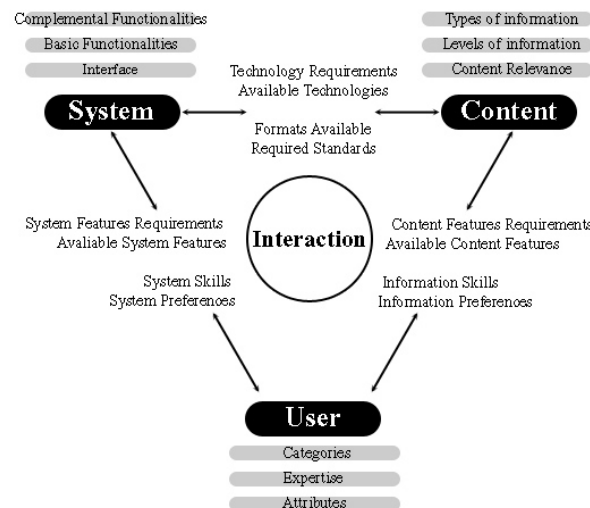 Complemental Functionalities
Basic Functionalities
Interface
System
Types of information
Levels of information
Content Relevance
Content
Technology Requirements
Available Technologies
Formats Available
Required Standards
System Features Requirements
Avaliable System Features
Interaction
Content Features Requirements
Available Content Features
System Skills
System Preferences
Information Skills
Information Preferences
User
Categories
Expertise
Attributes